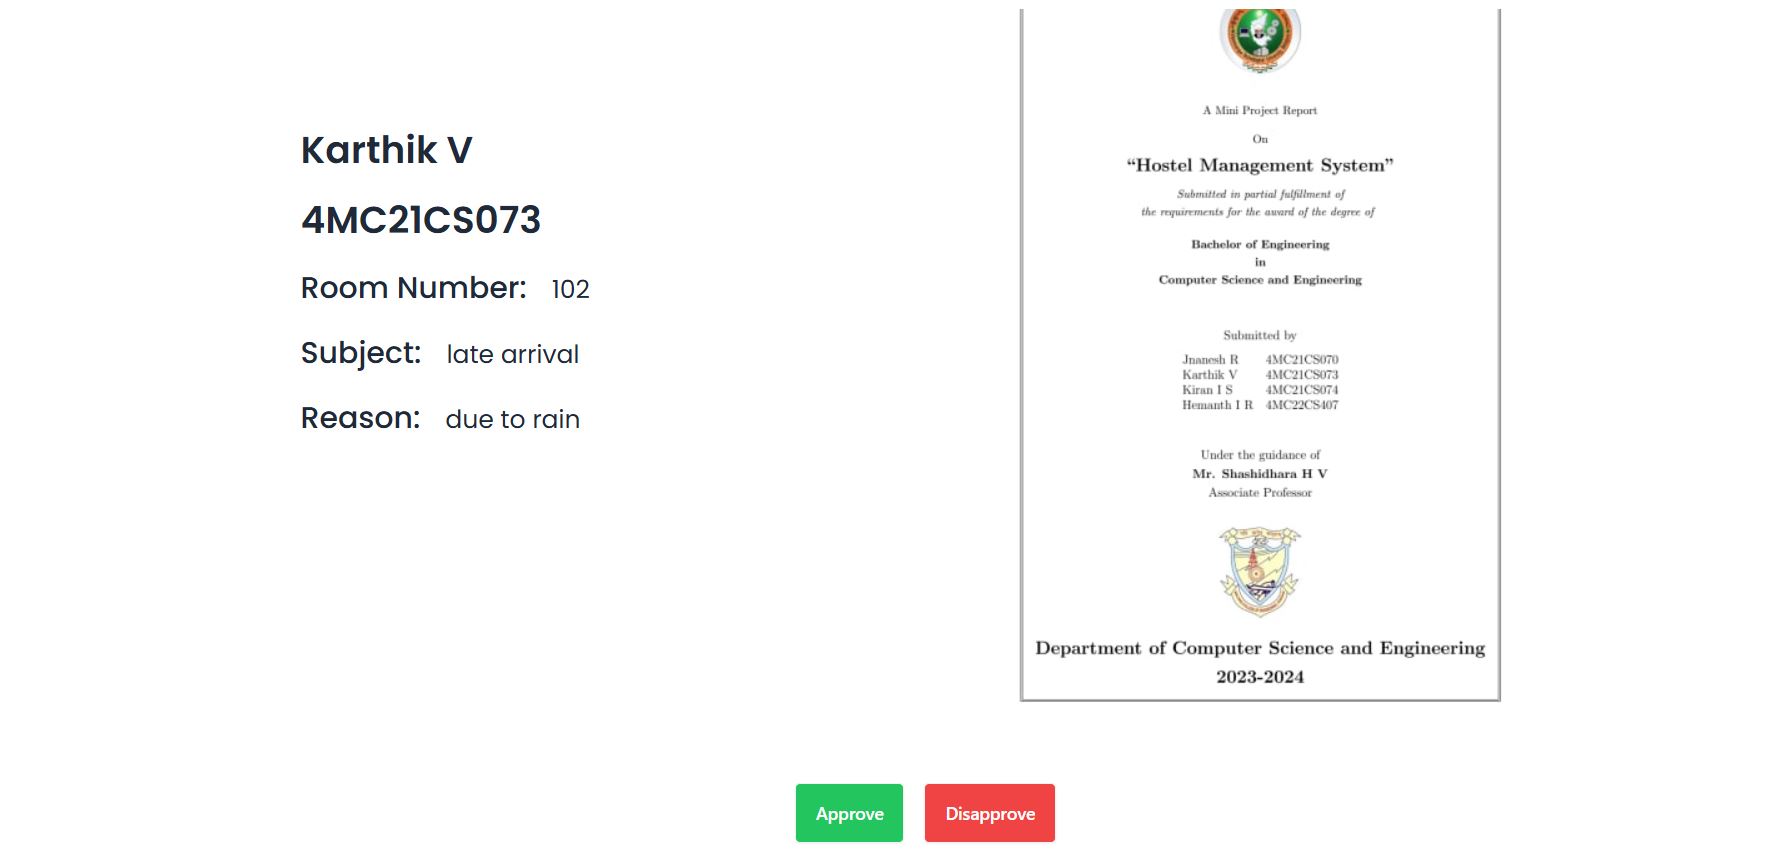 Karthik V
4MC21CS073
Room Number: 102
Subject: late arrival
Reason: due to rain
A Mini Project Report
On
“Hostel Management System”
Submitted in partial fulfillment of
the requirements for the award of the degree of
Bachelor of Engineering
in
Computer Science and Engineering
Submitted by
Jnanesh R 4MC21CS070
Karthik V 4MC21CS073
Kiran I S 4MC21CS074
Hemanth I R 4MC22CS407
Under the guidance of
Mr. Shashidhara H V
Associate Professor
Department of Computer Science and Engineering
2023-2024
Approve Disapprove